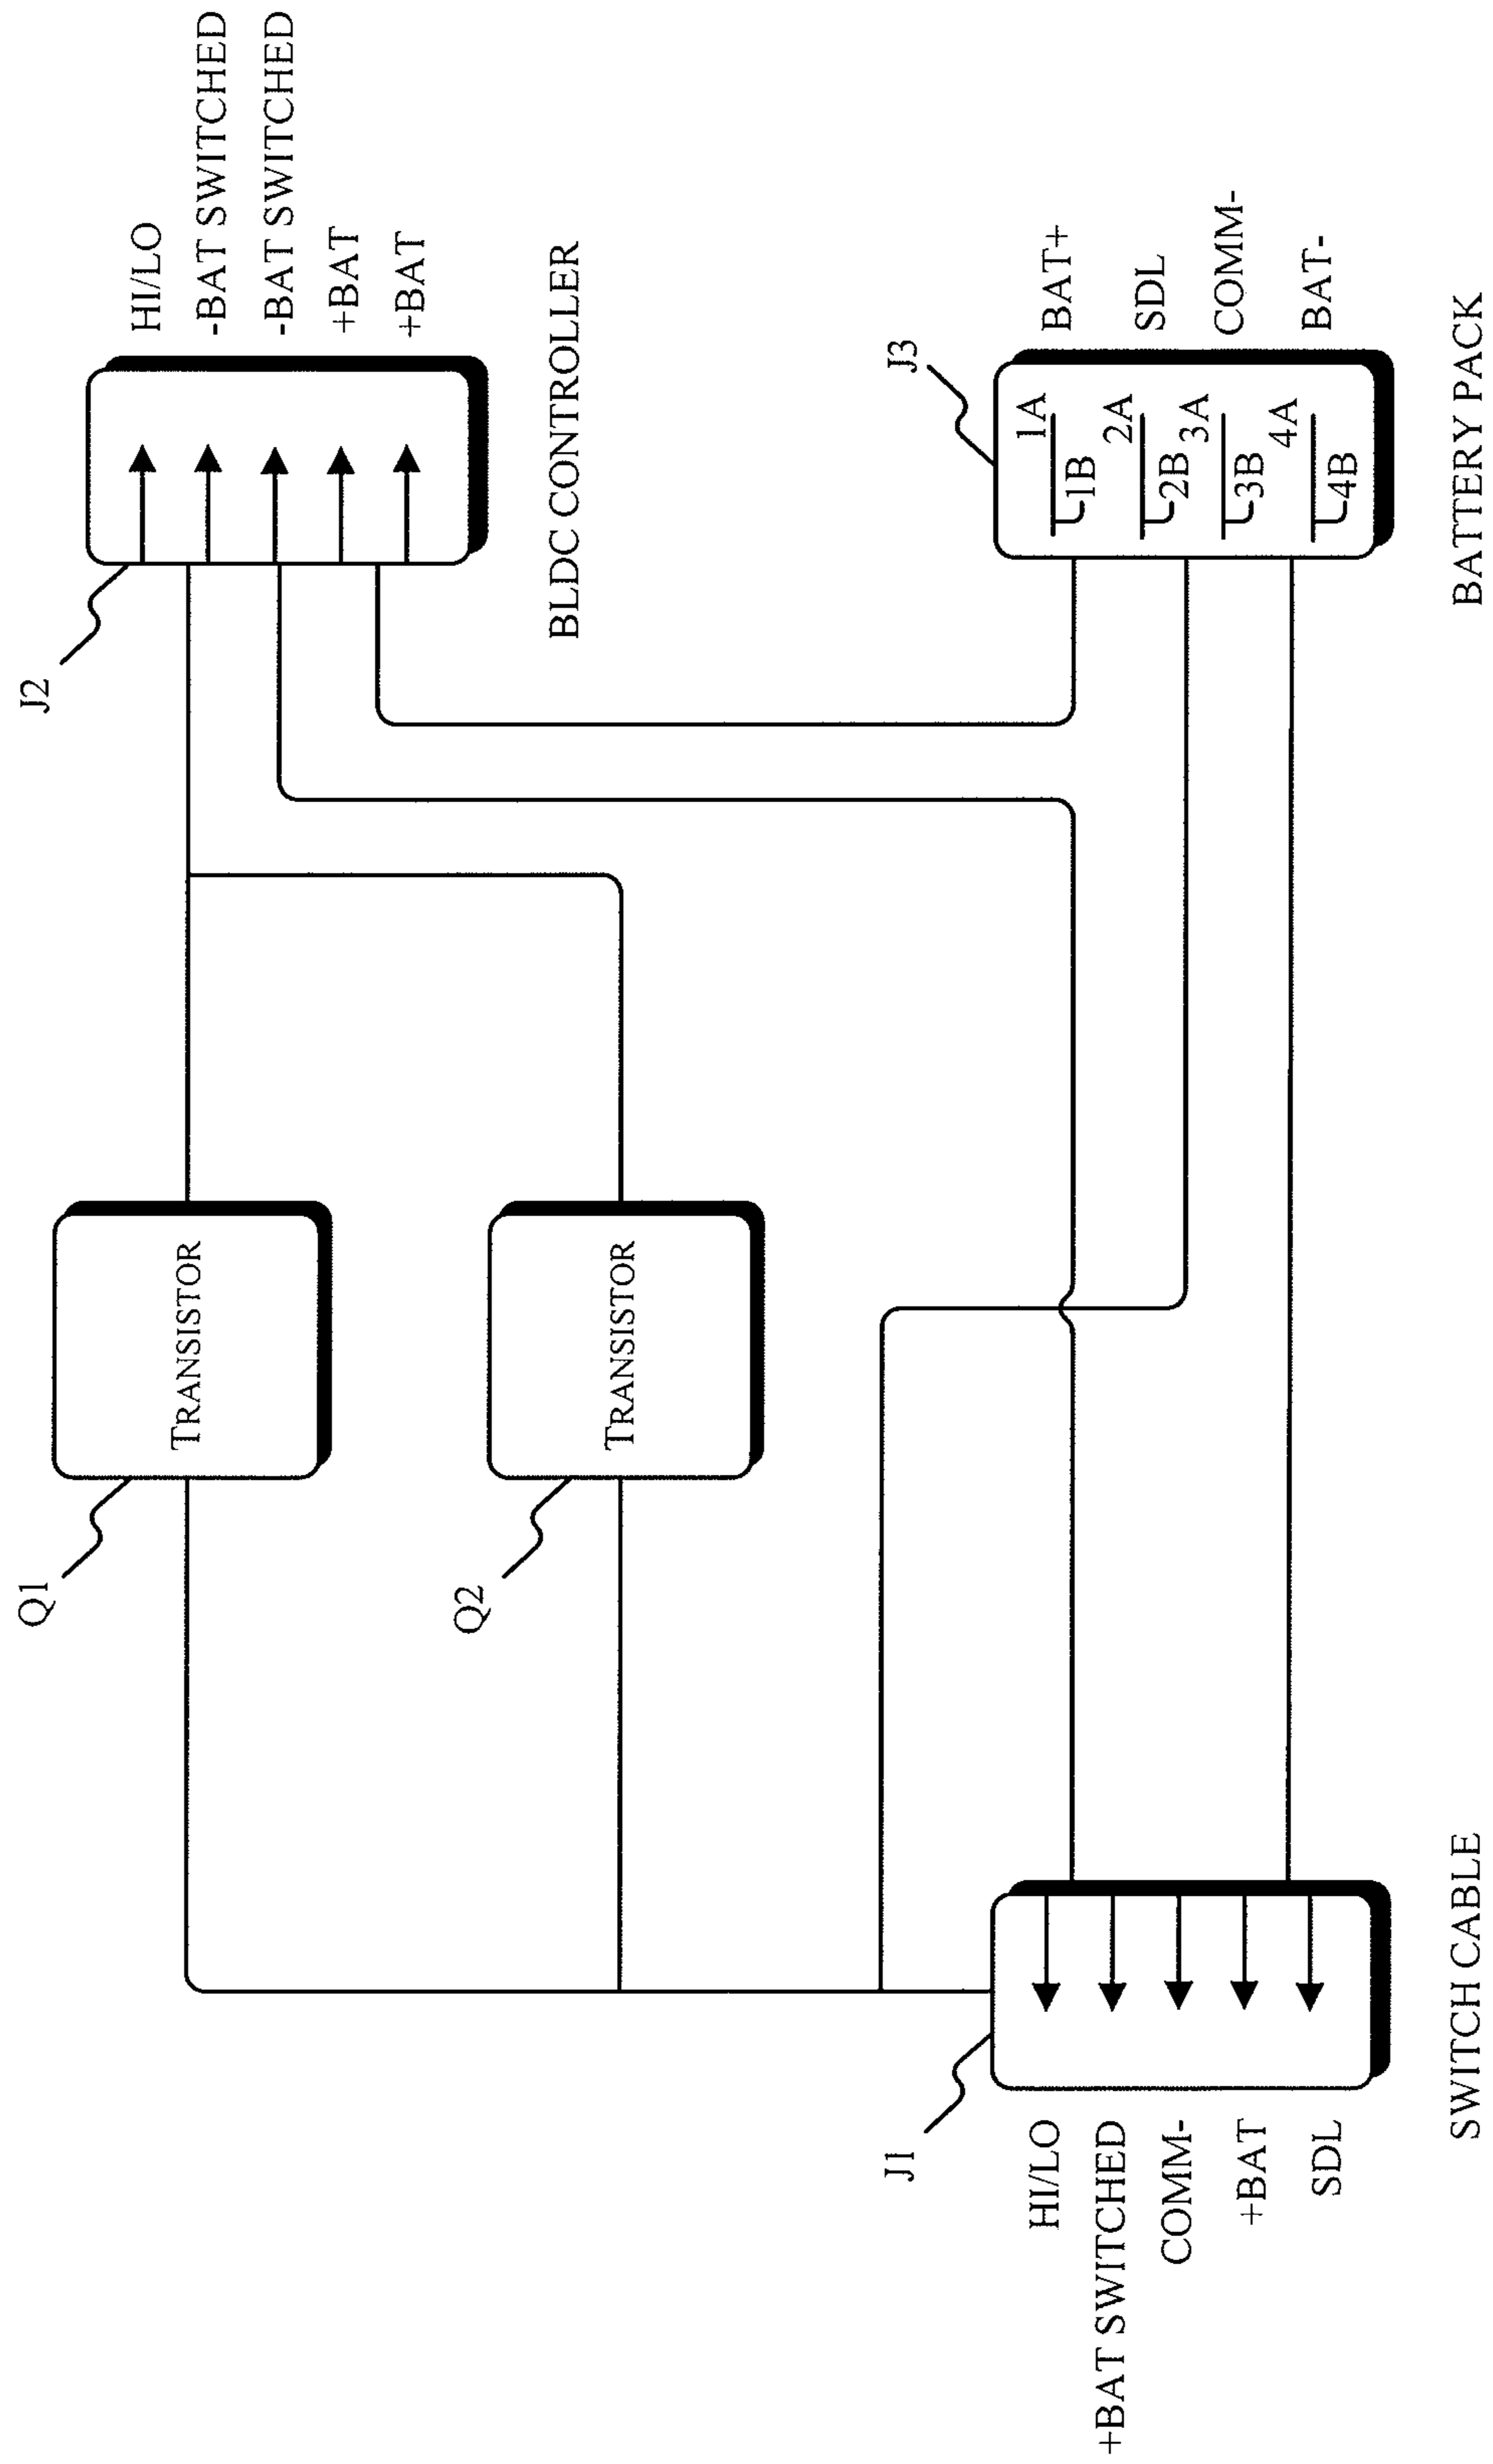 J2
HI/LO
-BAT SWITCHED
-BAT SWITCHED
+BAT
+BAT
BLDC CONTROLLER
Q1
TRANSISTOR
Q2
TRANSISTOR
J3
1A
1B
2A
2B
3A
3B
4A
4B
BAT+
SDL
COMM-
BAT-
BATTERY PACK
J1
HI/LO
+BAT SWITCHED
COMM-
+BAT
SDL
SWITCH CABLE